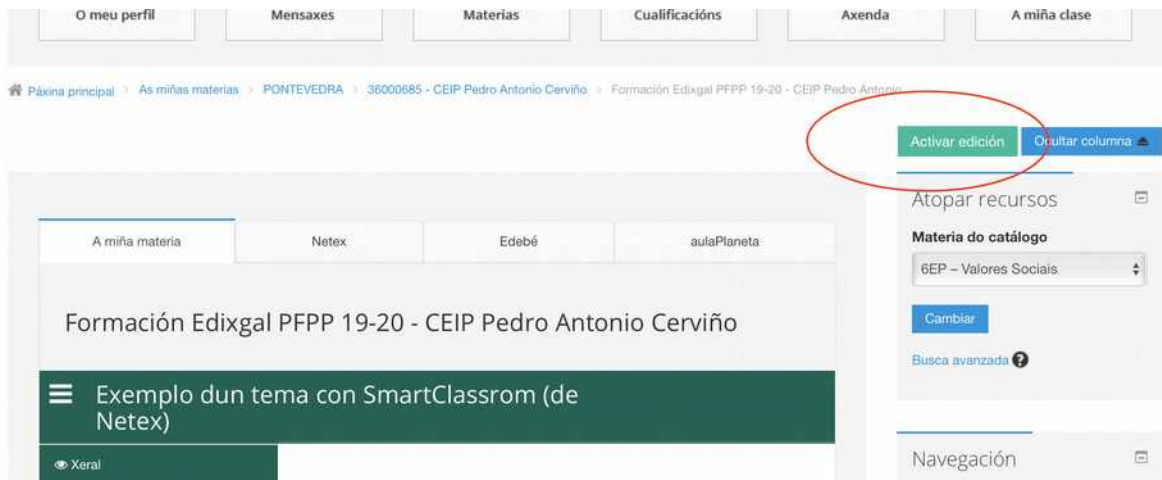 O meu perfil
Mensaxes
Materias
Cualificacións
Axenda
A miña clase
Páxina principal > As miñas materias > PONTEVEDRA > 36000685 - CEIP Pedro Antonio Cerviño > Formación Edixgal PFPP 19-20 - CEIP Pedro Antonio
Activar edición
Ocultar columna
Atopar recursos
Materia do catálogo
6EP – Valores Sociais
Cambiar
Busca avanzada ?
A miña materia
Netex
Edebé
aulaPlaneta
Formación Edixgal PFPP 19-20 - CEIP Pedro Antonio Cerviño
Exemplo dun tema con SmartClassrom (de
Netex)
Xeral
Navegación